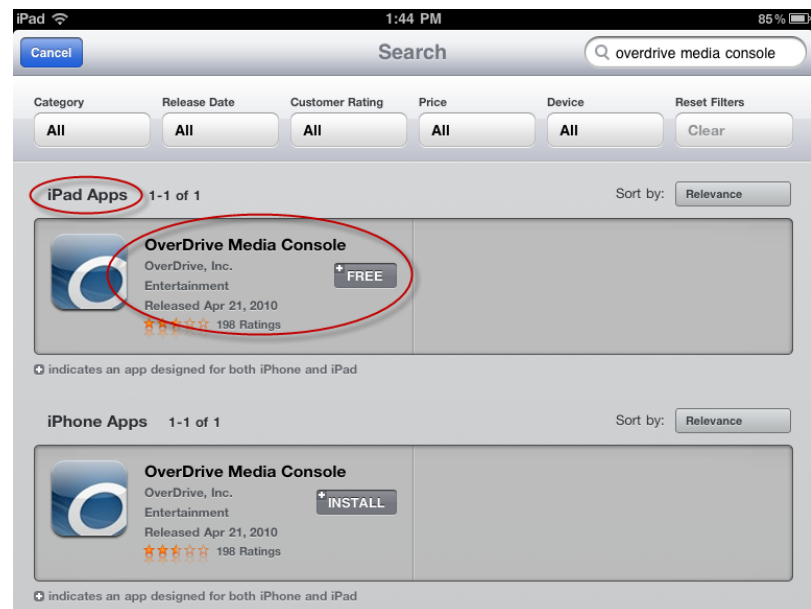 iPad 1:44 PM 85%
Cancel Search overdrive media console
Category Release Date Customer Rating Price Device Reset Filters
All All All All All Clear
iPad Apps 1-1 of 1 Sort by: Relevance
OverDrive Media Console
OverDrive, Inc.
FREE
Entertainment
Released Apr 21, 2010
198 Ratings
indicates an app designed for both iPhone and iPad
iPhone Apps 1-1 of 1 Sort by: Relevance
OverDrive Media Console
OverDrive, Inc.
INSTALL
Entertainment
Released Apr 21, 2010
198 Ratings
indicates an app designed for both iPhone and iPad